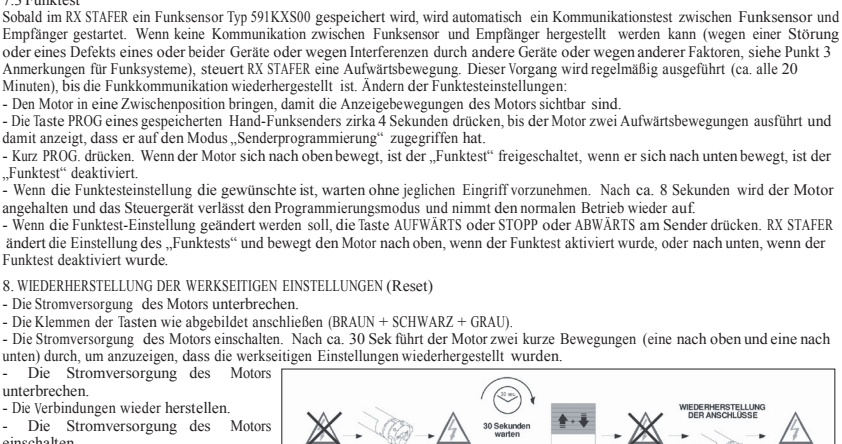 7.3 Funktest
Sobald im RX STAFER ein Funksensor Typ 591KXS00 gespeichert wird, wird automatisch ein Kommunikationstest zwischen Funksensor und
Empfänger gestartet. Wenn keine Kommunikation zwischen Funksensor und Empfänger hergestellt werden kann (wegen einer Störung
oder eines Defekts eines oder beider Geräte oder wegen Interferenzen durch andere Geräte oder wegen anderer Faktoren, siehe Punkt 3
Anmerkungen für Funksysteme), steuert RX STAFER eine Aufwärtsbewegung. Dieser Vorgang wird regelmäßig ausgeführt (ca. alle 20
Minuten), bis die Funkkommunikation wiederhergestellt ist. Ändern der Funktesteinstellungen:
- Den Motor in eine Zwischenposition bringen, damit die Anzeigebewegungen des Motors sichtbar sind.
- Die Taste PROG eines gespeicherten Hand-Funksenders zirka 4 Sekunden drücken, bis der Motor zwei Aufwärtsbewegungen ausführt und
damit anzeigt, dass er auf den Modus „Senderprogrammierung“ zugegriffen hat.
- Kurz PROG. drücken. Wenn der Motor sich nach oben bewegt, ist der „Funktest“ freigeschaltet, wenn er sich nach unten bewegt, ist der
„Funktest“ deaktiviert.
- Wenn die Funktesteinstellung die gewünschte ist, warten ohne jeglichen Eingriff vorzunehmen. Nach ca. 8 Sekunden wird der Motor
angehalten und das Steuergerät verlässt den Programmierungsmodus und nimmt den normalen Betrieb wieder auf.
- Wenn die Funktest-Einstellung geändert werden soll, die Taste AUFWÄRTS oder STOPP oder ABWÄRTS am Sender drücken. RX STAFER
ändert die Einstellung des „Funktests“ und bewegt den Motor nach oben, wenn der Funktest aktiviert wurde, oder nach unten, wenn der
Funktest deaktiviert wurde.
8. WIEDERHERSTELLUNG DER WERKSEITIGEN EINSTELLUNGEN (Reset)
- Die Stromversorgung des Motors unterbrechen.
- Die Klemmen der Tasten wie abgebildet anschließen (BRAUN + SCHWARZ + GRAU).
- Die Stromversorgung des Motors einschalten. Nach ca. 30 Sek führt der Motor zwei kurze Bewegungen (eine nach oben und eine nach
unten) durch, um anzuzeigen, dass die werkseitigen Einstellungen wiederhergestellt wurden.
- Die Stromversorgung des Motors
unterbrechen.
- Die Verbindungen wieder herstellen.
- Die Stromversorgung des Motors
einschalten.
30 Sekunden
warten
WIEDERHERSTELLUNG
DER ANSCHLÜSSE